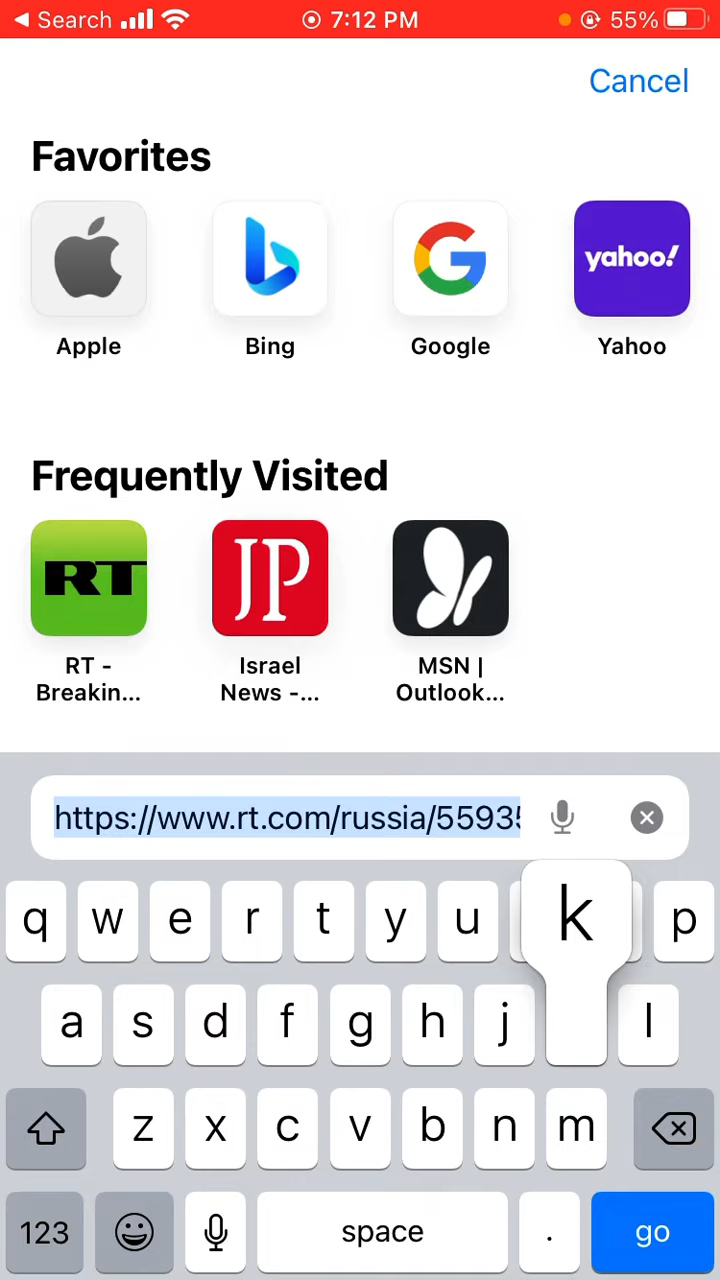 Search 7:12 PM 55%
Cancel
Favorites
yahoo!
Apple Bing Google Yahoo
Frequently Visited
RT JP
RT - Breakin...
Israel News -...
MSN | Outlook...
https://www.rt.com/russia/55935
q w e r t y u k p
a s d f g h j l
z x c v b n m
123 space . go